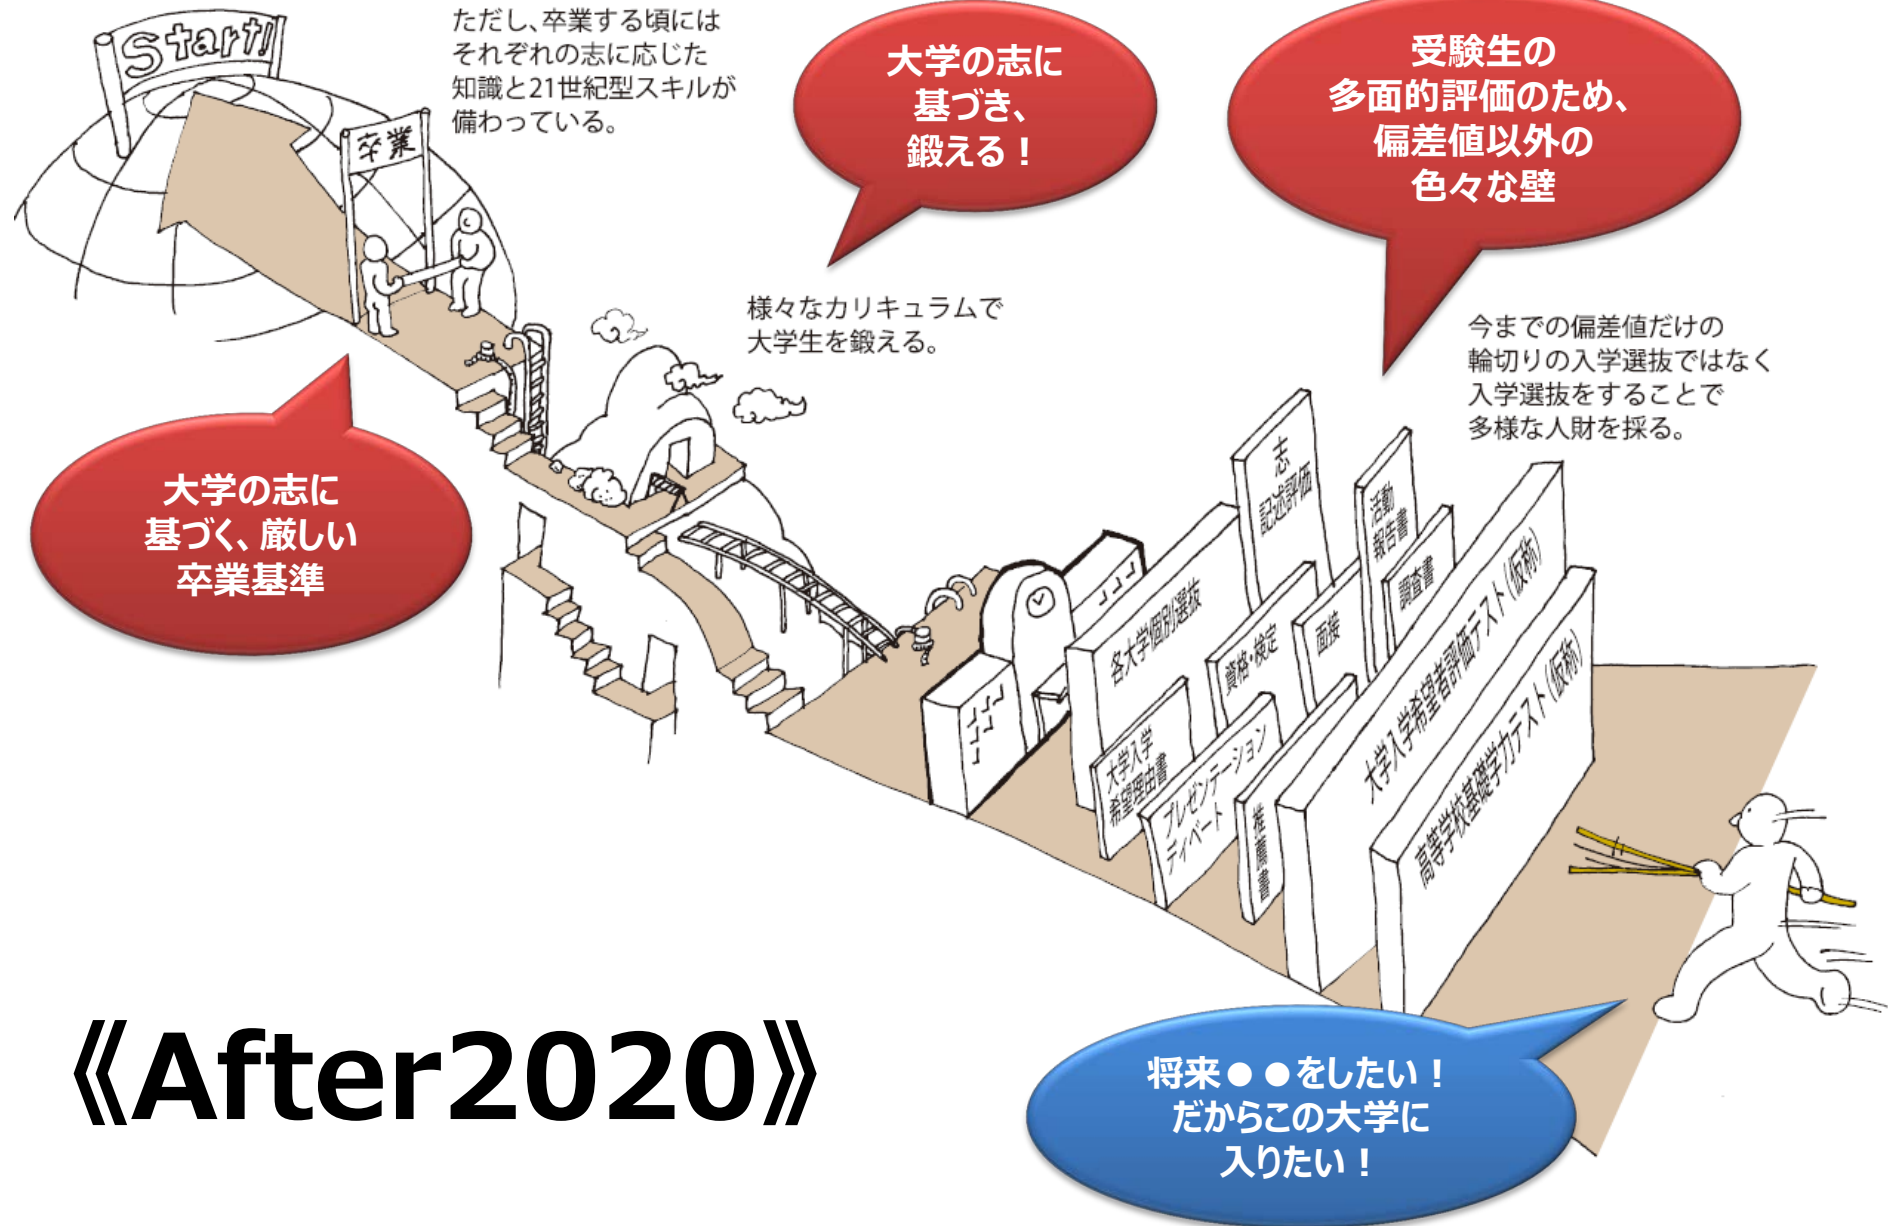 Start!
ただし、卒業する頃には
それぞれの志に応じた
知識と21世紀型スキルが
備わっている。
大学の志に
基づき、
鍛える！
受験生の
多面的評価のため、
偏差値以外の
色々な壁
卒業
様々なカリキュラムで
大学生を鍛える。
今までの偏差値だけの
輪切りの入学選抜ではなく
入学選抜をすることで
多様な人財を採る。
大学の志に
基づく、厳しい
卒業基準
志
記述評価
活動
報告書
調査書
各大学個別選抜
資格・検定
面接
大学入学
希望理由書
プレゼンテーション
ディベート
推薦書
大学入学希望者評価テスト（仮称）
高等学校基礎学力テスト（仮称）
《After2020》
将来●●をしたい！
だからこの大学に
入りたい！